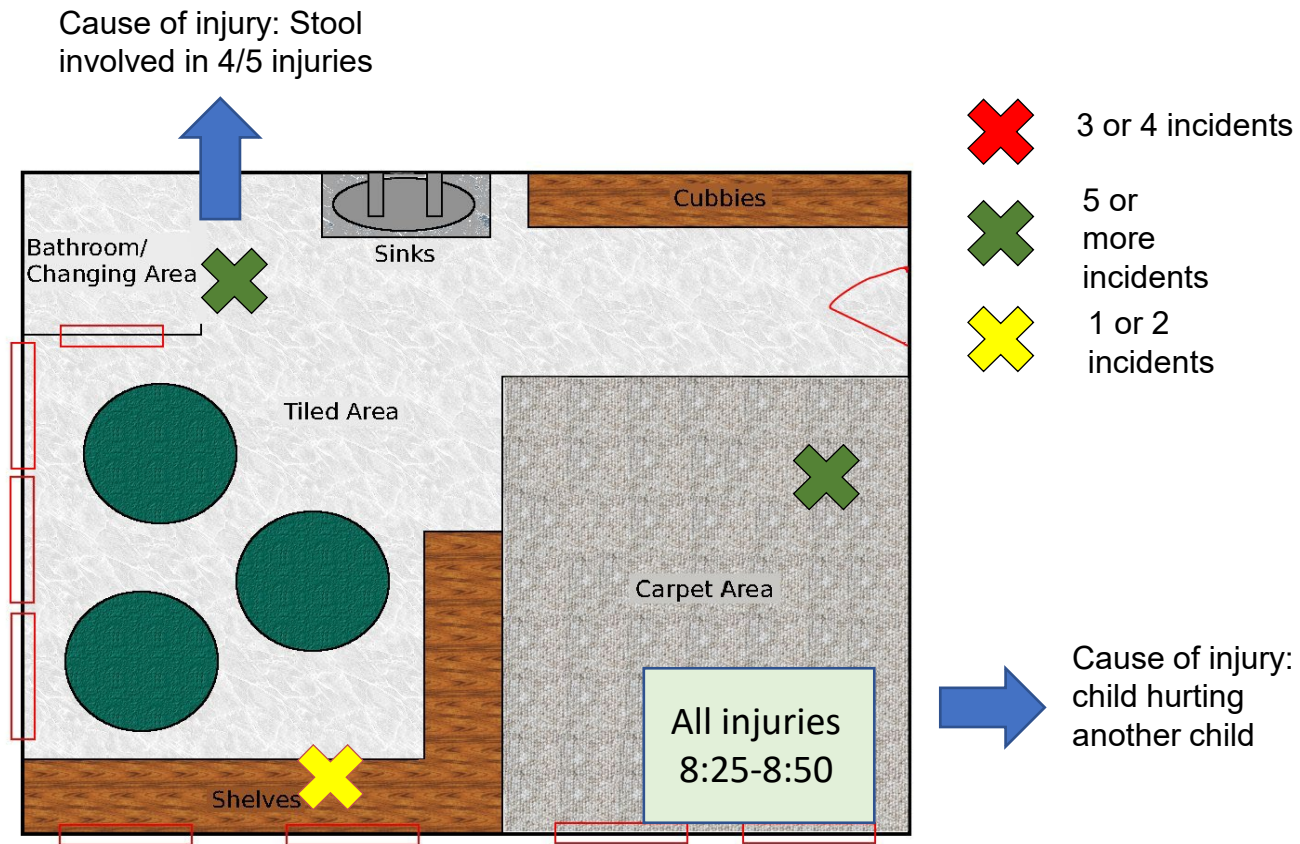 Cause of injury: Stool
involved in 4/5 injuries
3 or 4 incidents
5 or
more
incidents
1 or 2
incidents
Cubbies
Sinks
Bathroom/
Changing Area
Tiled Area
Carpet Area
All injuries
8:25-8:50
Shelves
Cause of injury:
child hurting
another child